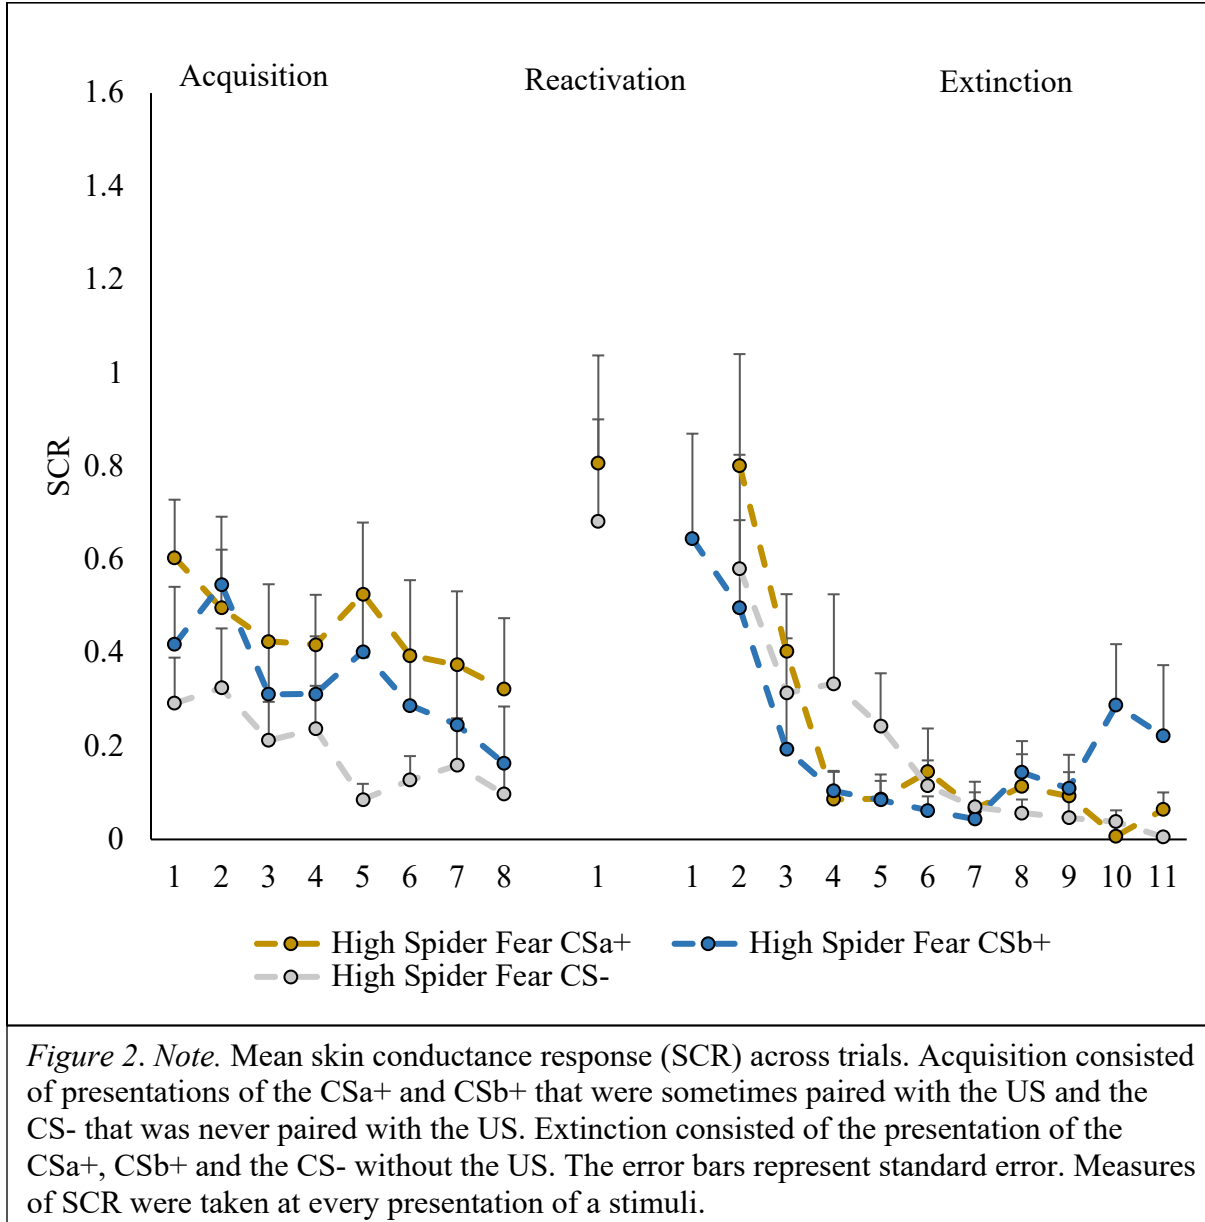 Acquisition Reactivation Extinction
1.6
1.4
1.2
1
0.8
0.6
0.4
0.2
0
SCR
1 2 3 4 5 6 7 8 1 1 2 3 4 5 6 7 8 9 10 11
High Spider Fear CSa+ High Spider Fear CSb+
High Spider Fear CS-
Figure 2. Note. Mean skin conductance response (SCR) across trials. Acquisition consisted
of presentations of the CSa+ and CSb+ that were sometimes paired with the US and the
CS- that was never paired with the US. Extinction consisted of the presentation of the
CSa+, CSb+ and the CS- without the US. The error bars represent standard error. Measures
of SCR were taken at every presentation of a stimuli.